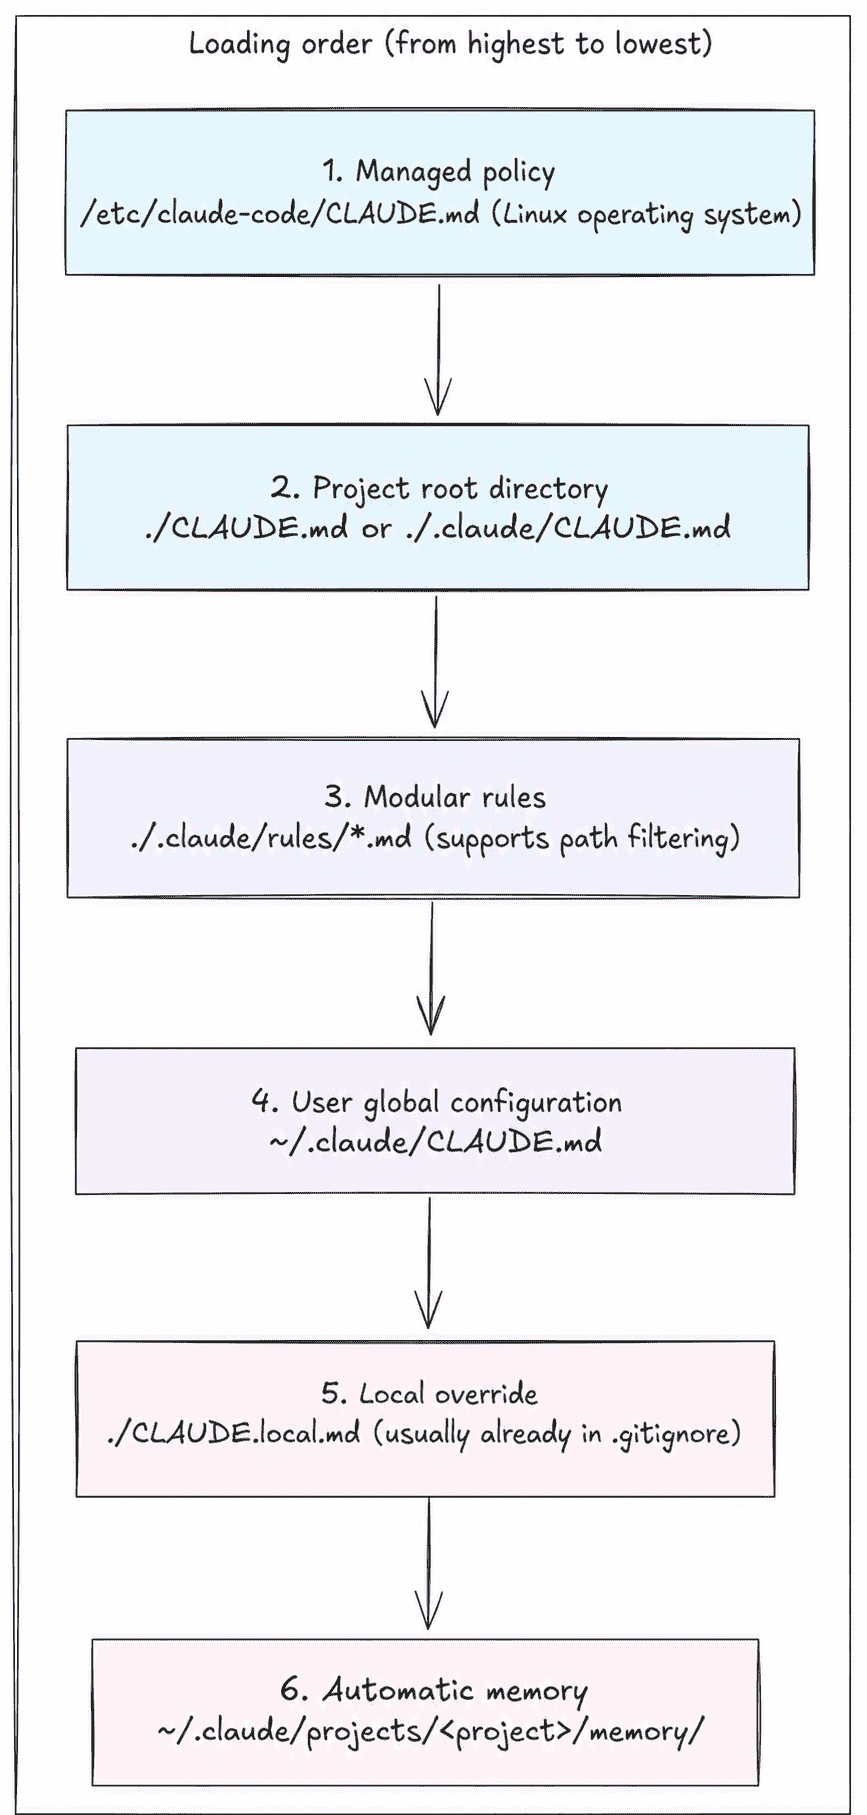 Loading order (from highest to lowest)
1. Managed policy
/etc/claude-code/CLAUDE.md (Linux operating system)
2. Project root directory
./CLAUDE.md or ./.claude/CLAUDE.md
3. Modular rules
./.claude/rules/*.md (supports path filtering)
4. User global configuration
~/.claude/CLAUDE.md
5. Local override
./CLAUDE.local.md (usually already in .gitignore)
6. Automatic memory
~/.claude/projects/<project>/memory/